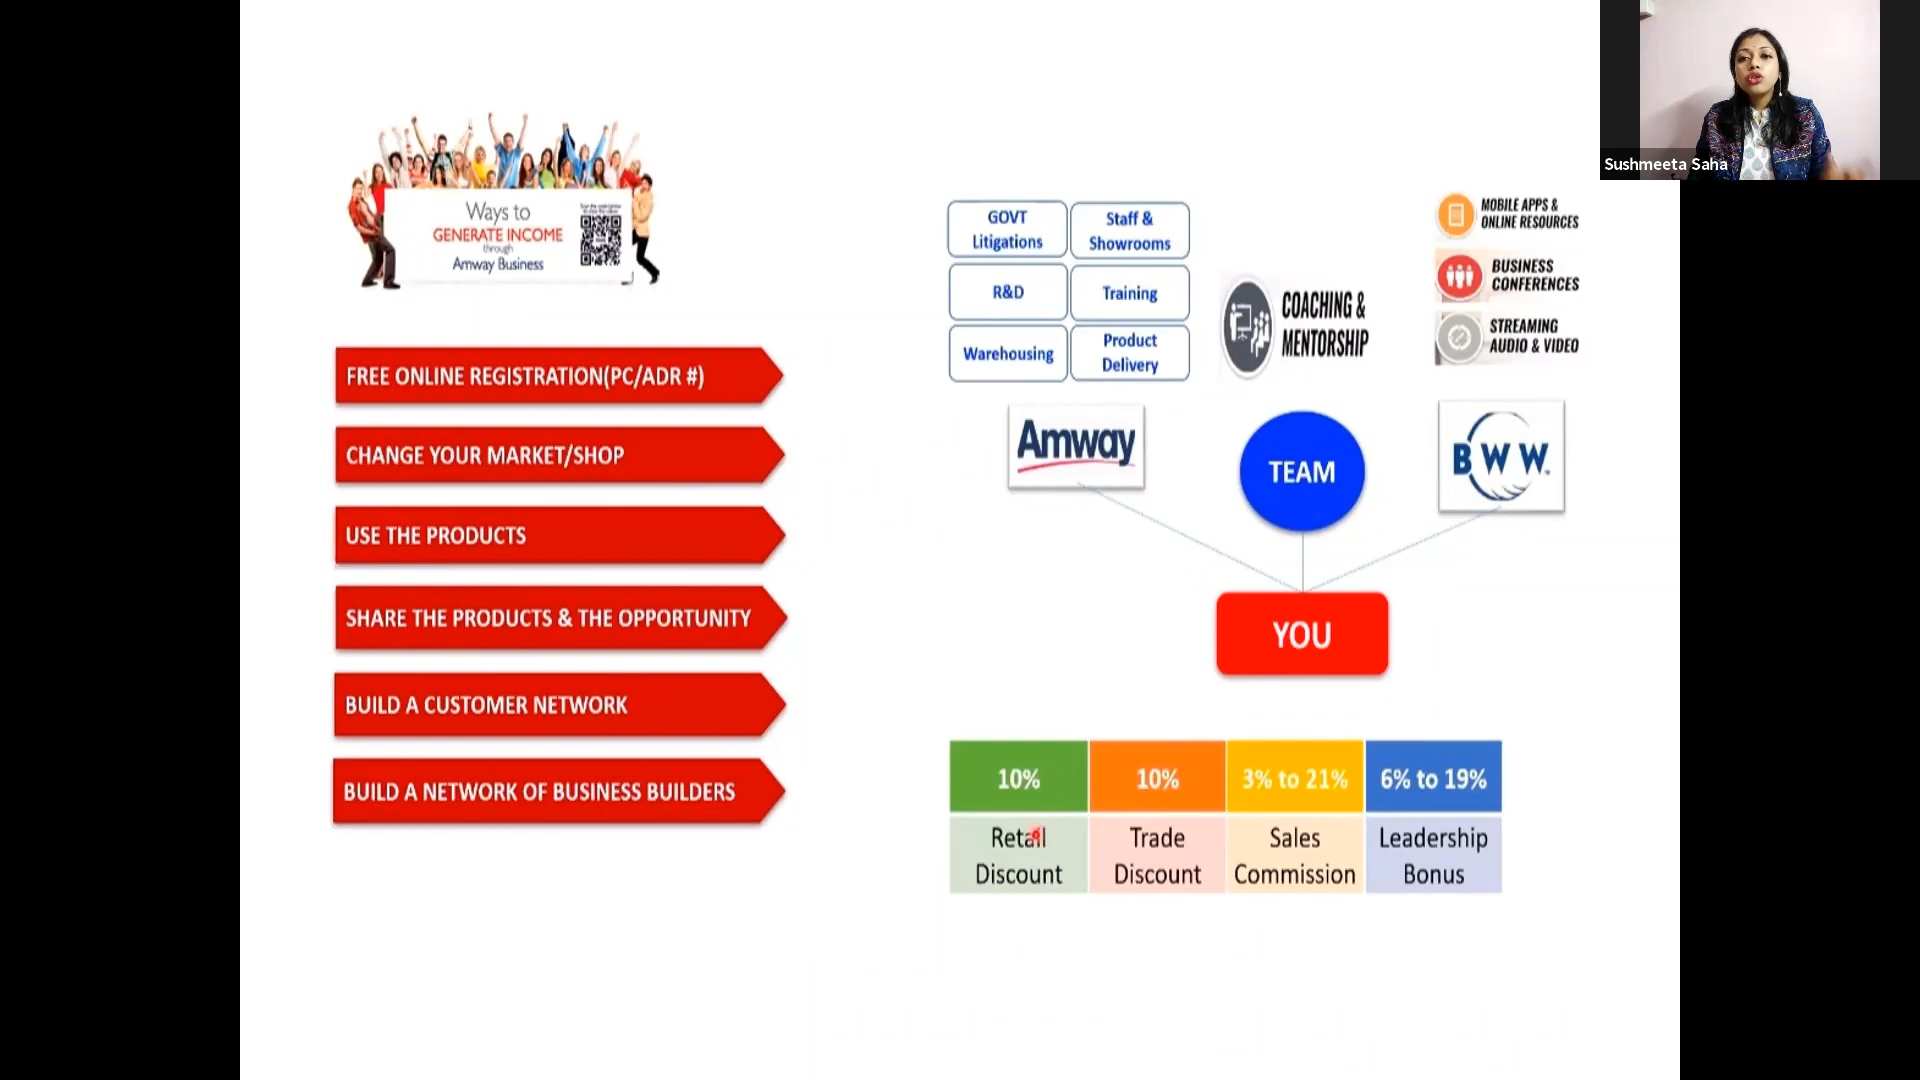 Sushmeeta Saha
Ways to
GENERATE INCOME
through
Amway Business
FREE ONLINE REGISTRATION(PC/ADR #)
CHANGE YOUR MARKET/SHOP
USE THE PRODUCTS
SHARE THE PRODUCTS & THE OPPORTUNITY
BUILD A CUSTOMER NETWORK
BUILD A NETWORK OF BUSINESS BUILDERS
GOVT
Litigations
Staff &
Showrooms
R&D
Training
Warehousing
Product
Delivery
COACHING &
MENTORSHIP
MOBILE APPS &
ONLINE RESOURCES
BUSINESS
CONFERENCES
STREAMING
AUDIO & VIDEO
Amway
TEAM
BWW
YOU
10%
10%
3% to 21%
6% to 19%
Retail
Discount
Trade
Discount
Sales
Commission
Leadership
Bonus